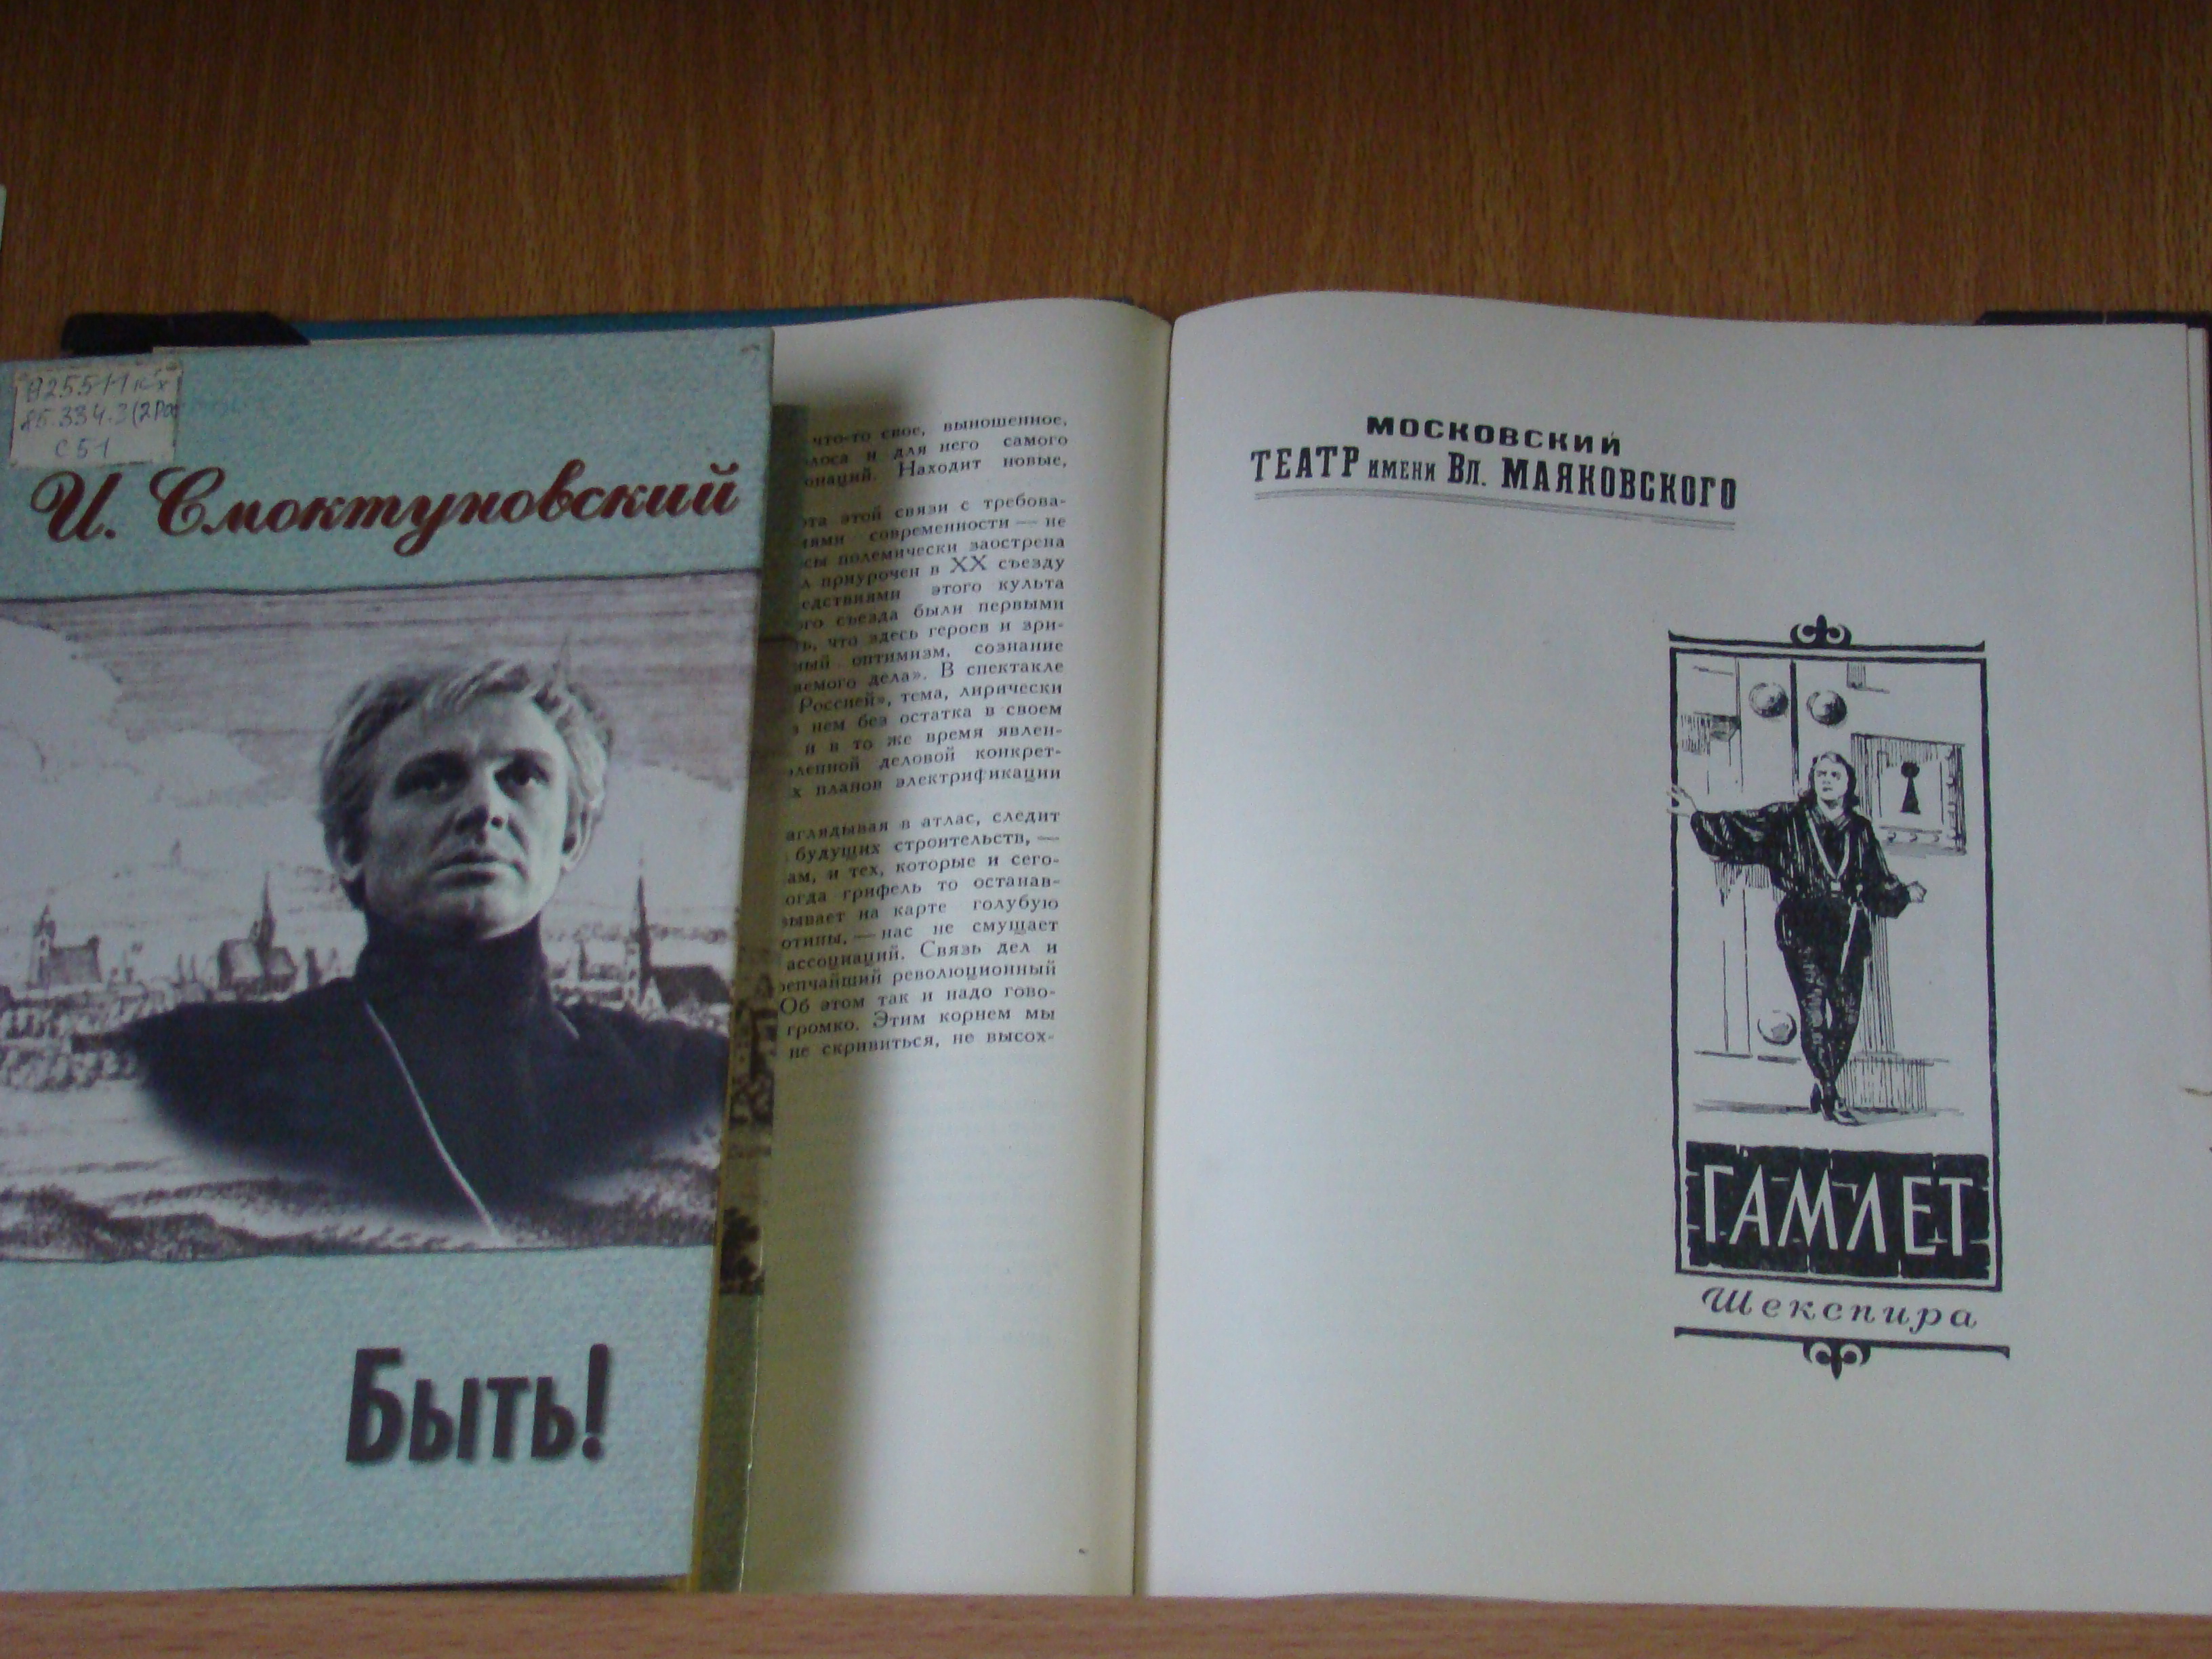 И. Смоктуновский
Быть!
что-то свое, выношенное,
и для него самого
Находит новые,
этой связи с требова-
современности — не
полемически заострена
приурочен в XX съезду
этого культа
съезда были первыми
что здесь героев и зри-
оптимизм, сознание
дела». В спектакле
Россией», тема, лирически
нем без остатка в своем
и в то же время явлен-
деловой конкрет-
планов электрификации
в атлас, следит
будущих строительств, —
и тех, которые и сего-
грифель то останав-
на карте голубую
— нас не смущает
ассоциаций. Связь дел и
революционный
Об этом так и надо гово-
громко. Этим корнем мы
не скривиться, не высох-
МОСКОВСКИЙ
ТЕАТР ИМЕНИ ВЛ. МАЯКОВСКОГО
ГАМЛЕТ
Шекспира